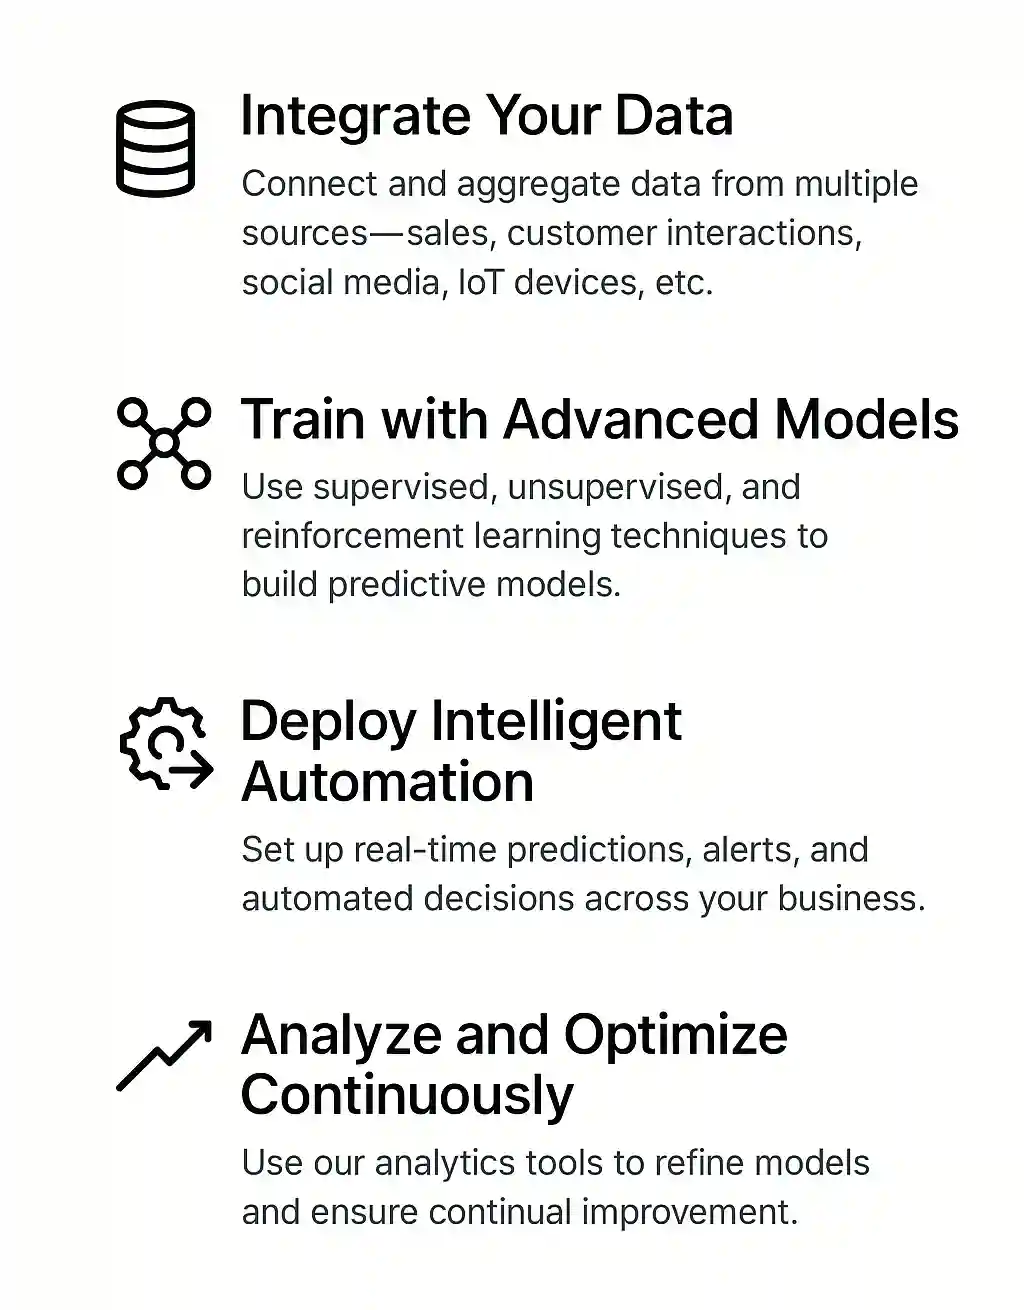 Integrate Your Data
Connect and aggregate data from multiple
sources—sales, customer interactions,
social media, IoT devices, etc.
Train with Advanced Models
Use supervised, unsupervised, and
reinforcement learning techniques to
build predictive models.
Deploy Intelligent
Automation
Set up real-time predictions, alerts, and
automated decisions across your business.
Analyze and Optimize
Continuously
Use our analytics tools to refine models
and ensure continual improvement.